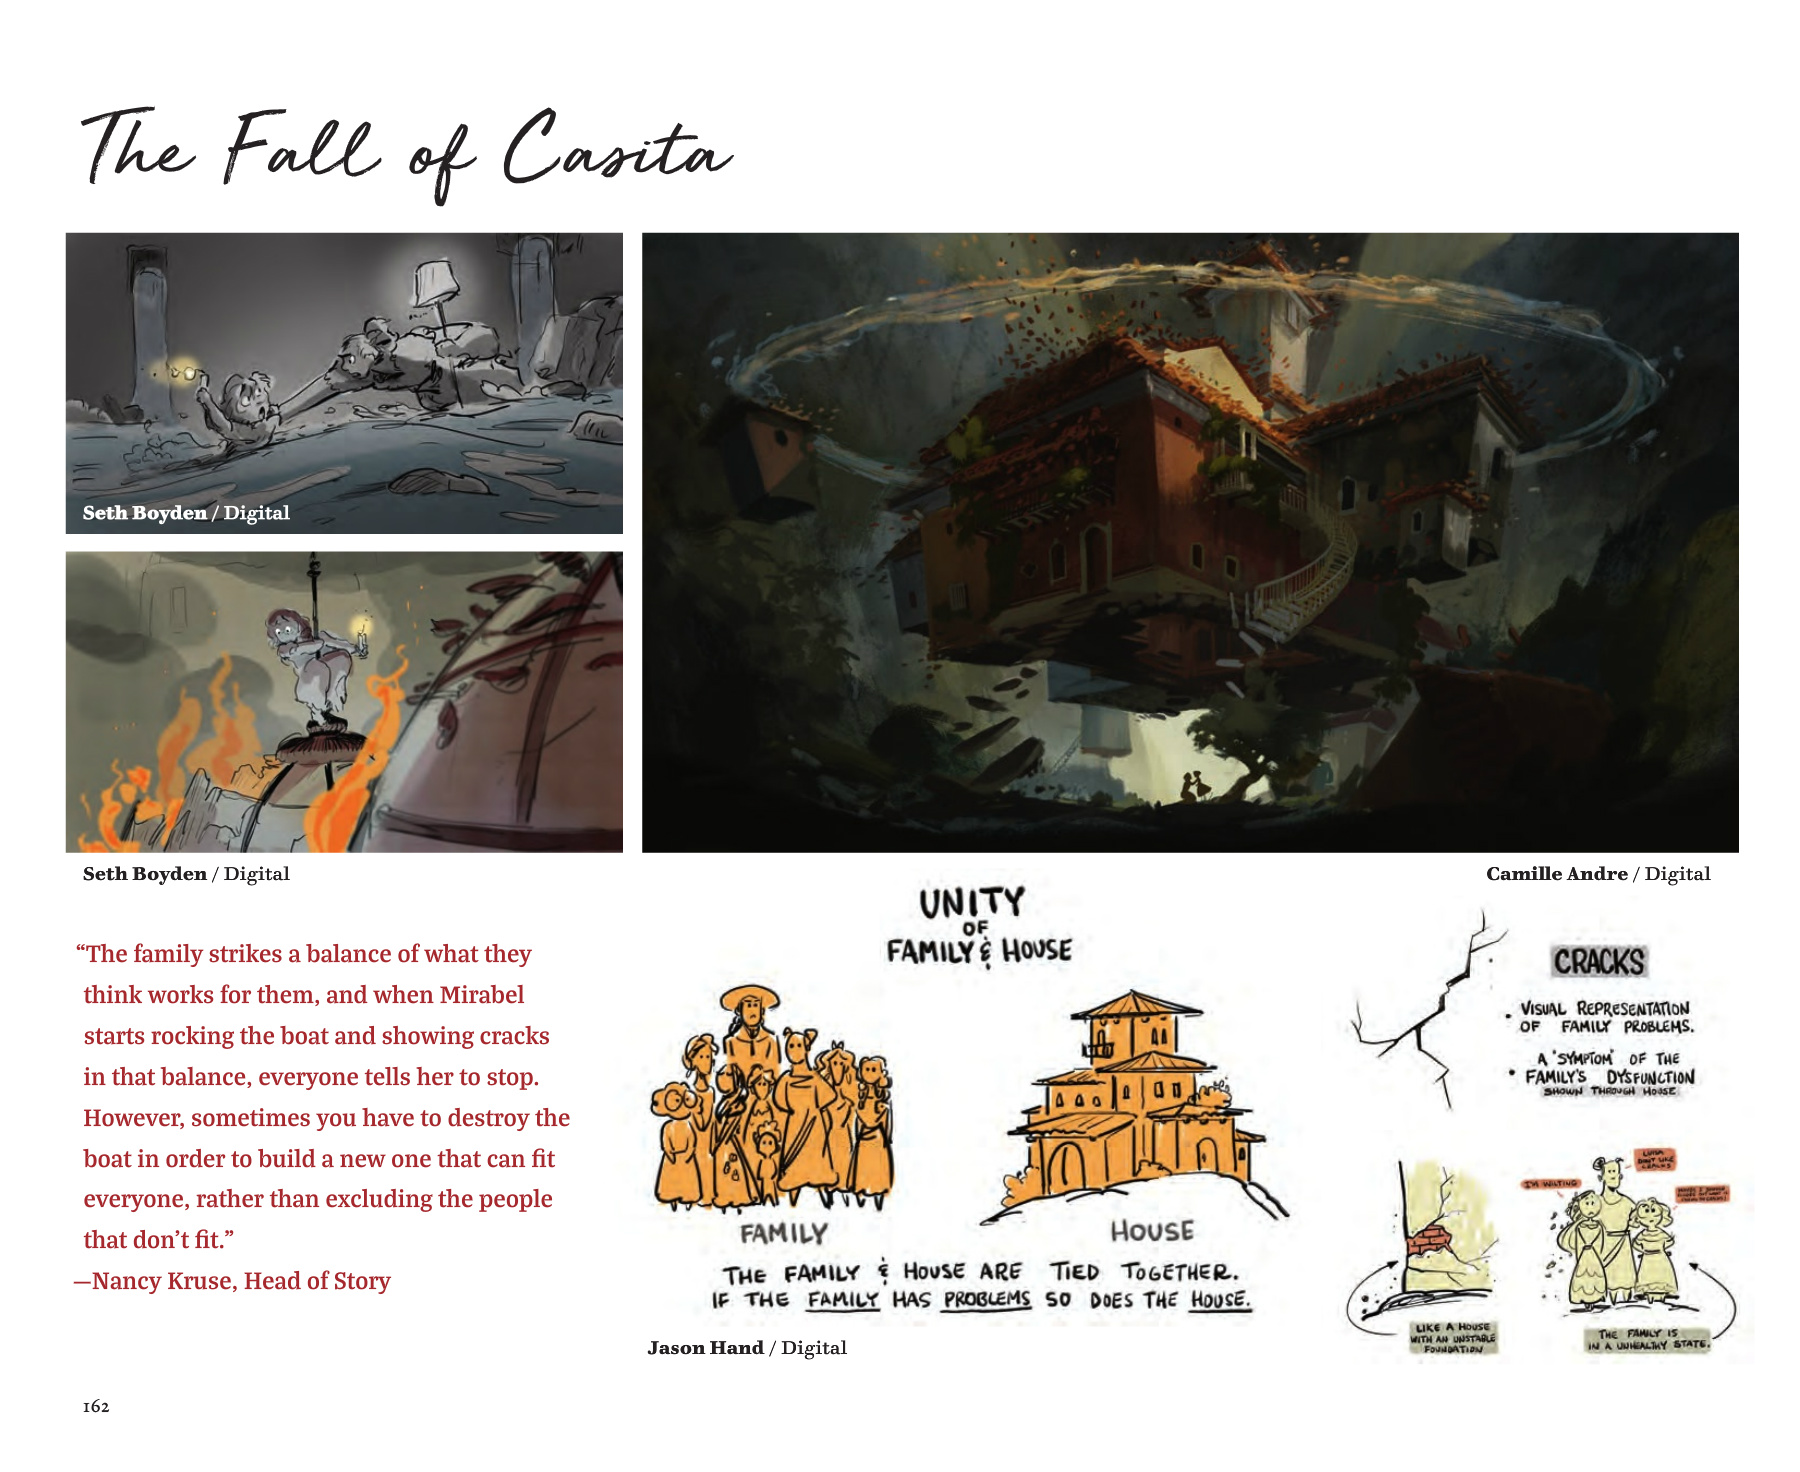 The Fall of Casita
Seth Boyden / Digital
Seth Boyden / Digital
Camille Andre / Digital
“The family strikes a balance of what they
think works for them, and when Mirabel
starts rocking the boat and showing cracks
in that balance, everyone tells her to stop.
However, sometimes you have to destroy the
boat in order to build a new one that can fit
everyone, rather than excluding the people
that don’t fit.”
—Nancy Kruse, Head of Story
UNITY
OF
FAMILY & HOUSE
FAMILY
HOUSE
THE FAMILY & HOUSE ARE TIED TOGETHER.
IF THE FAMILY HAS PROBLEMS SO DOES THE HOUSE.
Jason Hand / Digital
CRACKS
• VISUAL REPRESENTATION
OF FAMILY PROBLEMS.
A "SYMPTOM" OF THE
• FAMILY'S DYSFUNCTION
SHOWN THROUGH HOUSE
I'M WILTING
LUISA
DON'T LIKE
CRACKS
LIKE A HOUSE
WITH AN UNSTABLE
FOUNDATION
THE FAMILY IS
IN A UNHEALTHY STATE.
162